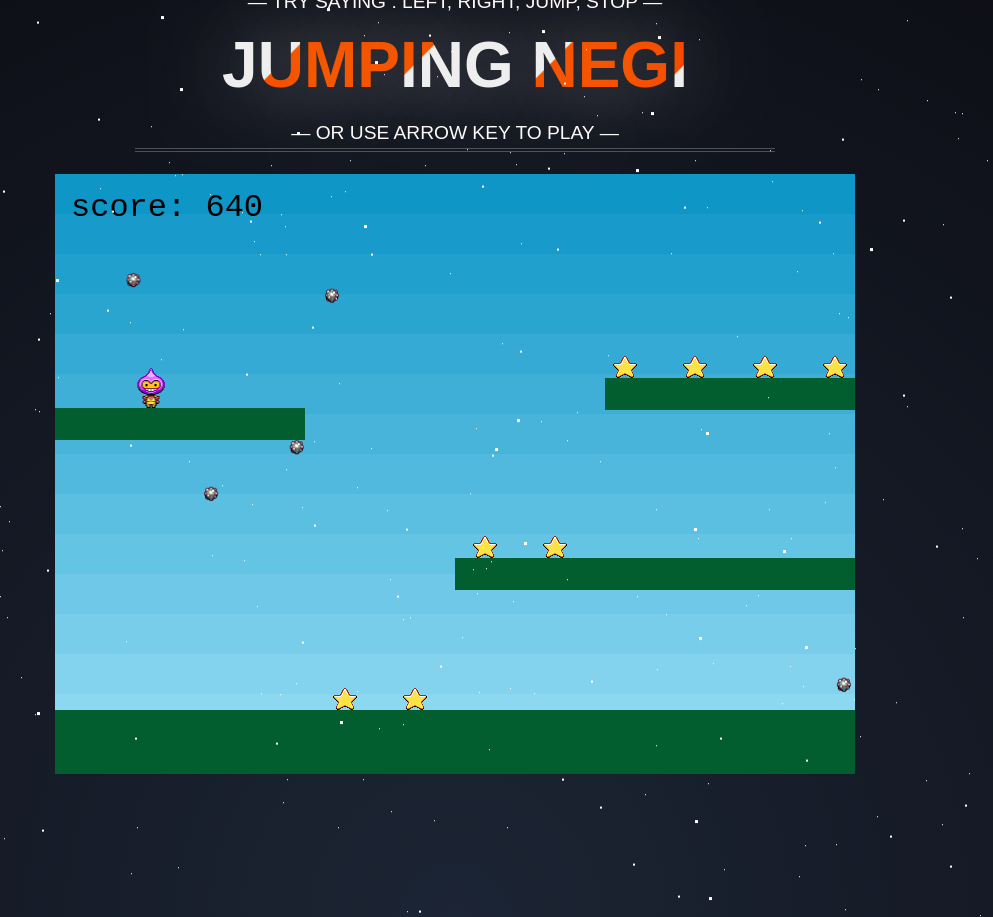 — TRY SAYING : LEFT, RIGHT, JUMP, STOP —
JUMPING NEGI
— OR USE ARROW KEY TO PLAY —
score: 640